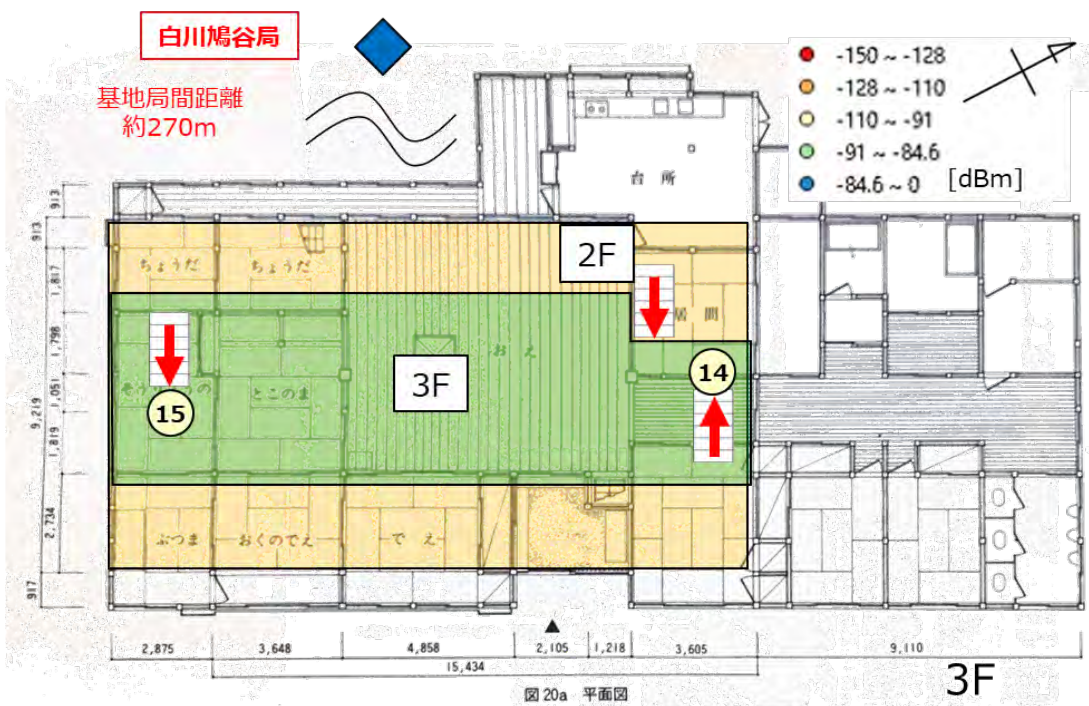 白川鳩谷局
基地局間距離
約270m
-150 ~ -128
-128 ~ -110
-110 ~ -91
-91 ~ -84.6
-84.6 ~ 0 [dBm]
台所
2F
ちょうだ
ちょうだ
居間
おえ
3F
とこのま
14
15
ぶつま
おくのでえ
でえ
913
913
1,817
1,798
1,051
1,819
9,219
2,734
917
2,875
3,648
4,858
2,105
1,218
3,605
9,110
15,434
図20a 平面図
3F